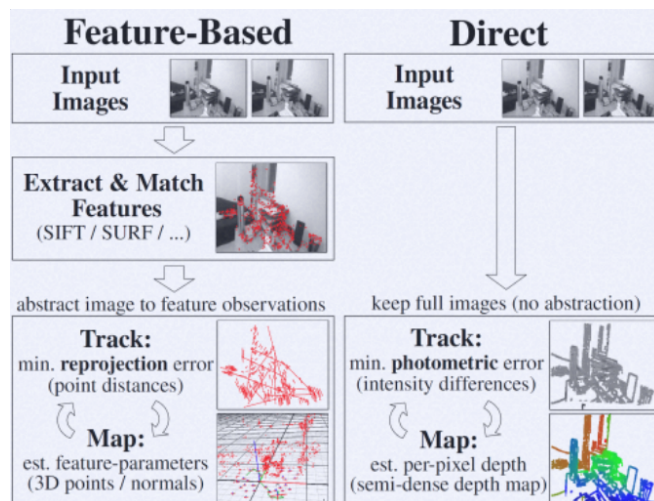 Feature-Based
Input
Images
Extract & Match
Features
(SIFT / SURF / ...)
abstract image to feature observations
Track:
min. reprojection error
(point distances)
Map:
est. feature-parameters
(3D points / normals)
Direct
Input
Images
keep full images (no abstraction)
Track:
min. photometric error
(intensity differences)
Map:
est. per-pixel depth
(semi-dense depth map)